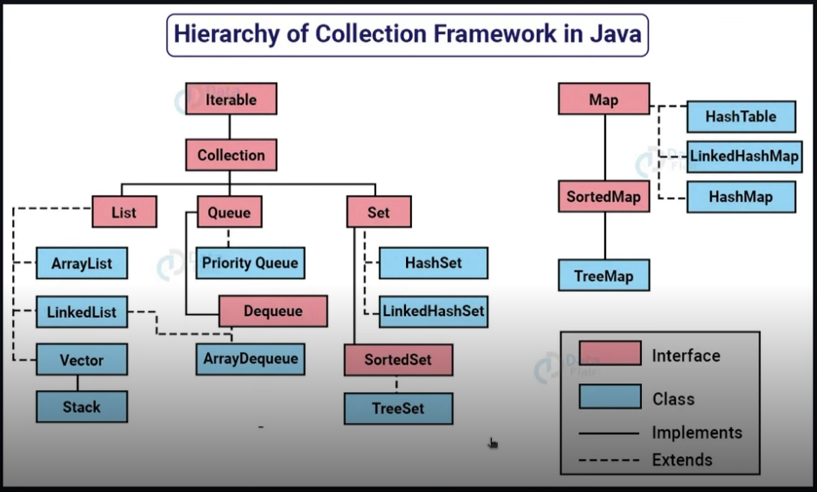 Hierarchy of Collection Framework in Java
Iterable
Collection
List
Queue
Set
ArrayList
Priority Queue
HashSet
LinkedList
Dequeue
LinkedHashSet
Vector
ArrayDequeue
SortedSet
Stack
TreeSet
Map
HashTable
LinkedHashMap
SortedMap
HashMap
TreeMap
Interface
Class
Implements
Extends